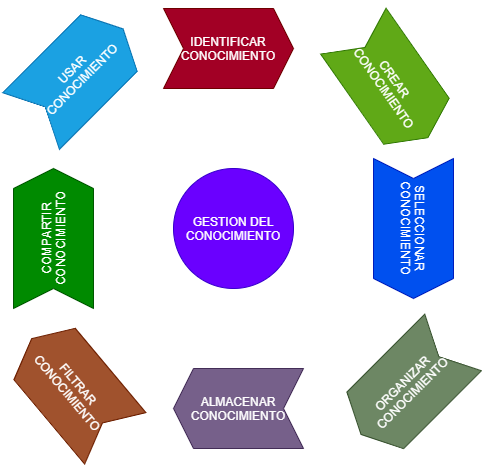 IDENTIFICAR
CONOCIMIENTO
CREAR
CONOCIMIENTO
SELECCIONAR
CONOCIMIENTO
ORGANIZAR
CONOCIMIENTO
ALMACENAR
CONOCIMIENTO
FILTRAR
CONOCIMIENTO
COMPARTIR
CONOCIMIENTO
USAR
CONOCIMIENTO
GESTION DEL
CONOCIMIENTO